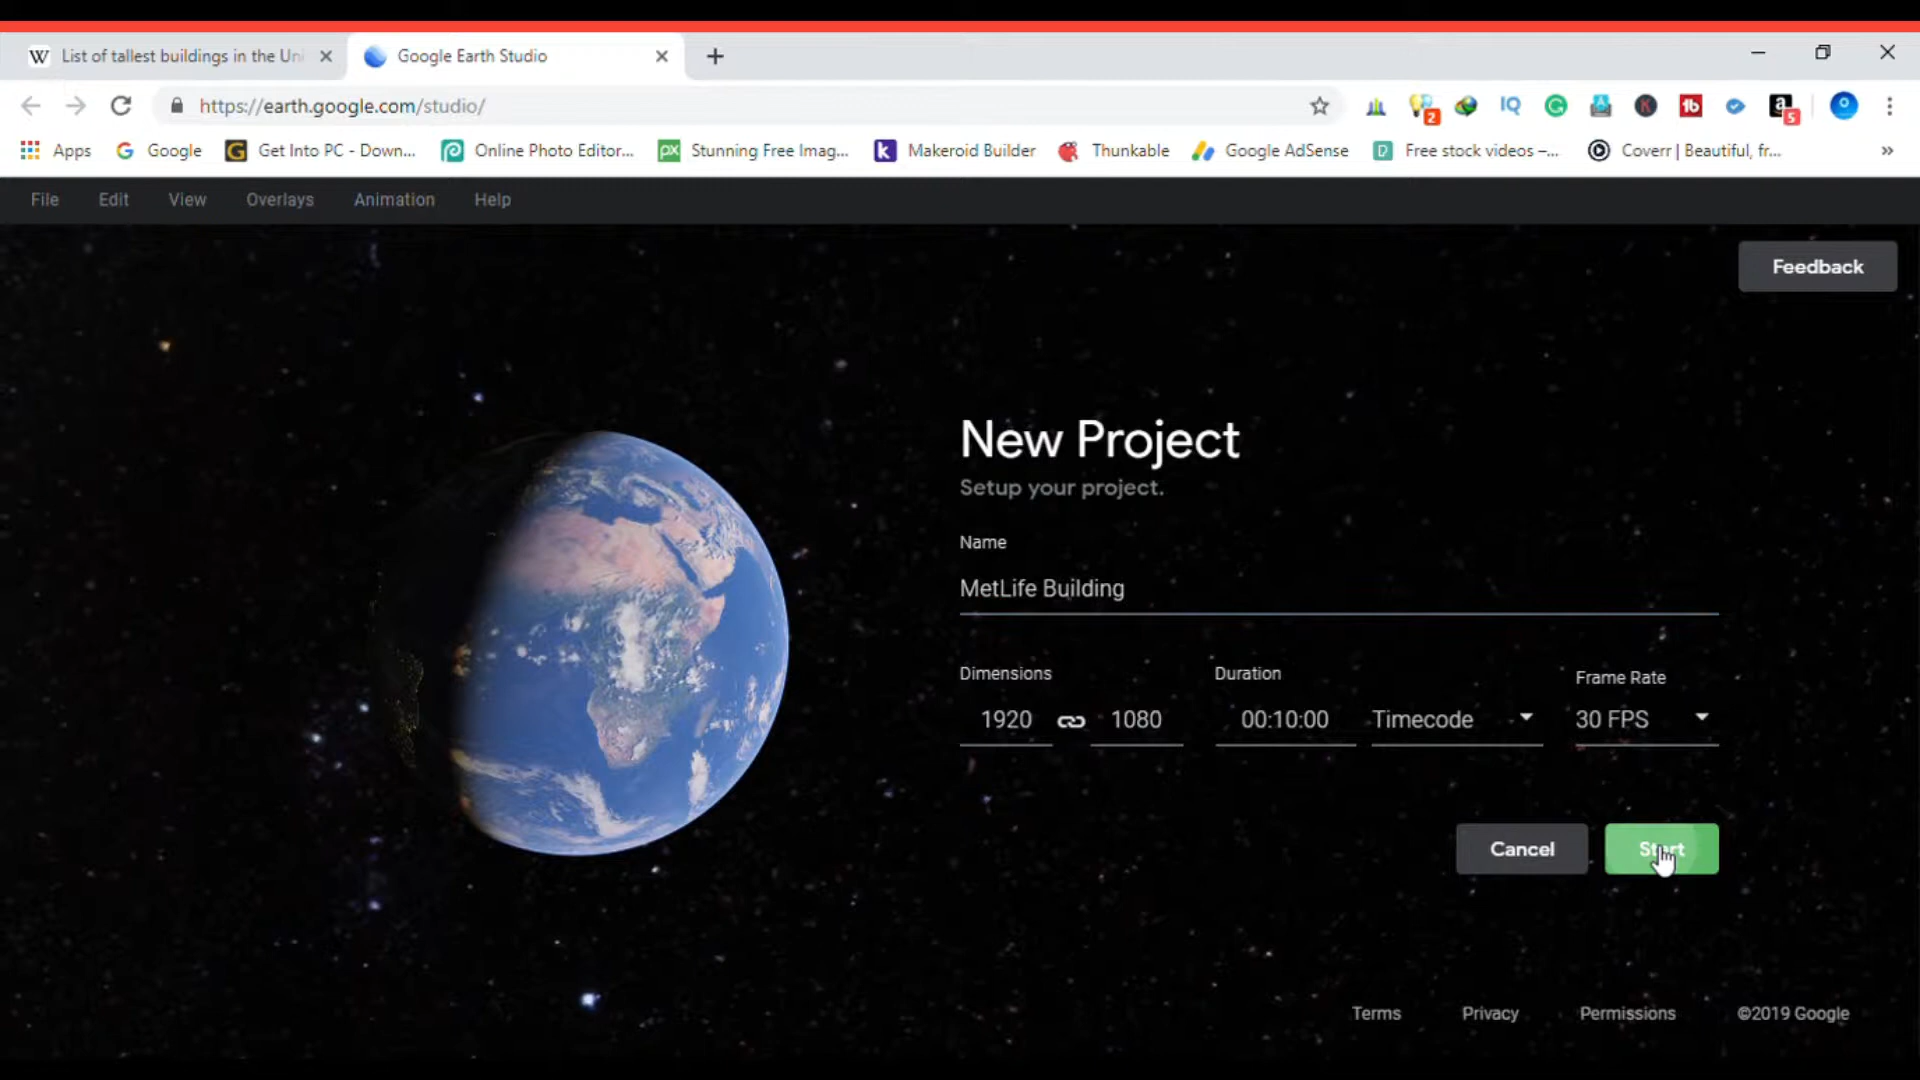 List of tallest buildings in the Uni
Google Earth Studio
https://earth.google.com/studio/
2
5
Apps
Google
Get Into PC - Down...
Online Photo Editor...
Stunning Free Imag...
Makeroid Builder
Thunkable
Google AdSense
Free stock videos –...
Coverr | Beautiful, fr...
File Edit View Overlays Animation Help
Feedback
New Project
Setup your project.
Name
MetLife Building
Dimensions Duration Frame Rate
1920 1080 00:10:00 Timecode 30 FPS
Cancel Start
Terms Privacy Permissions ©2019 Google